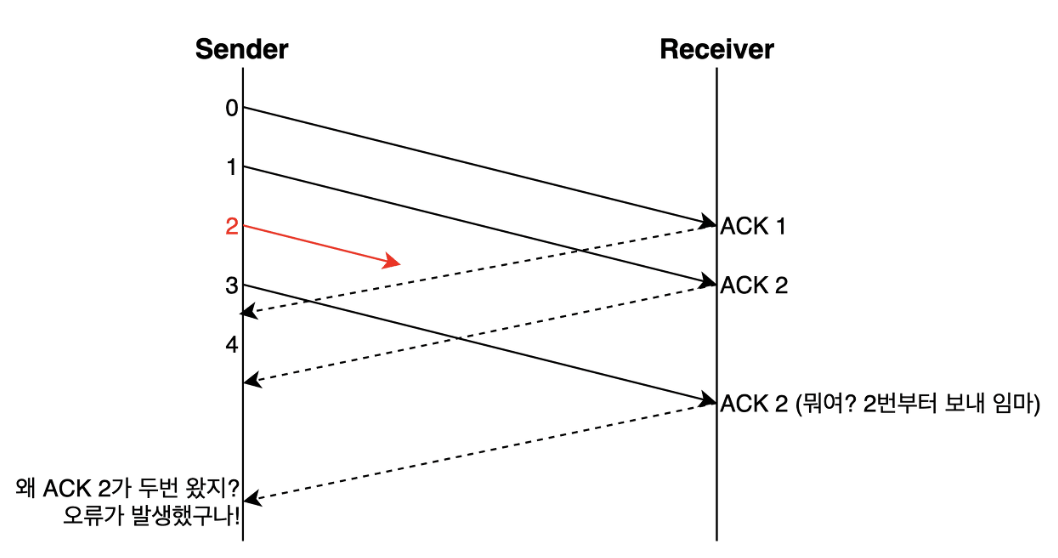 Sender
Receiver
0
1
2
3
4
ACK 1
ACK 2
ACK 2 (뭐여? 2번부터 보내 임마)
왜 ACK 2가 두번 왔지?
오류가 발생했구나!